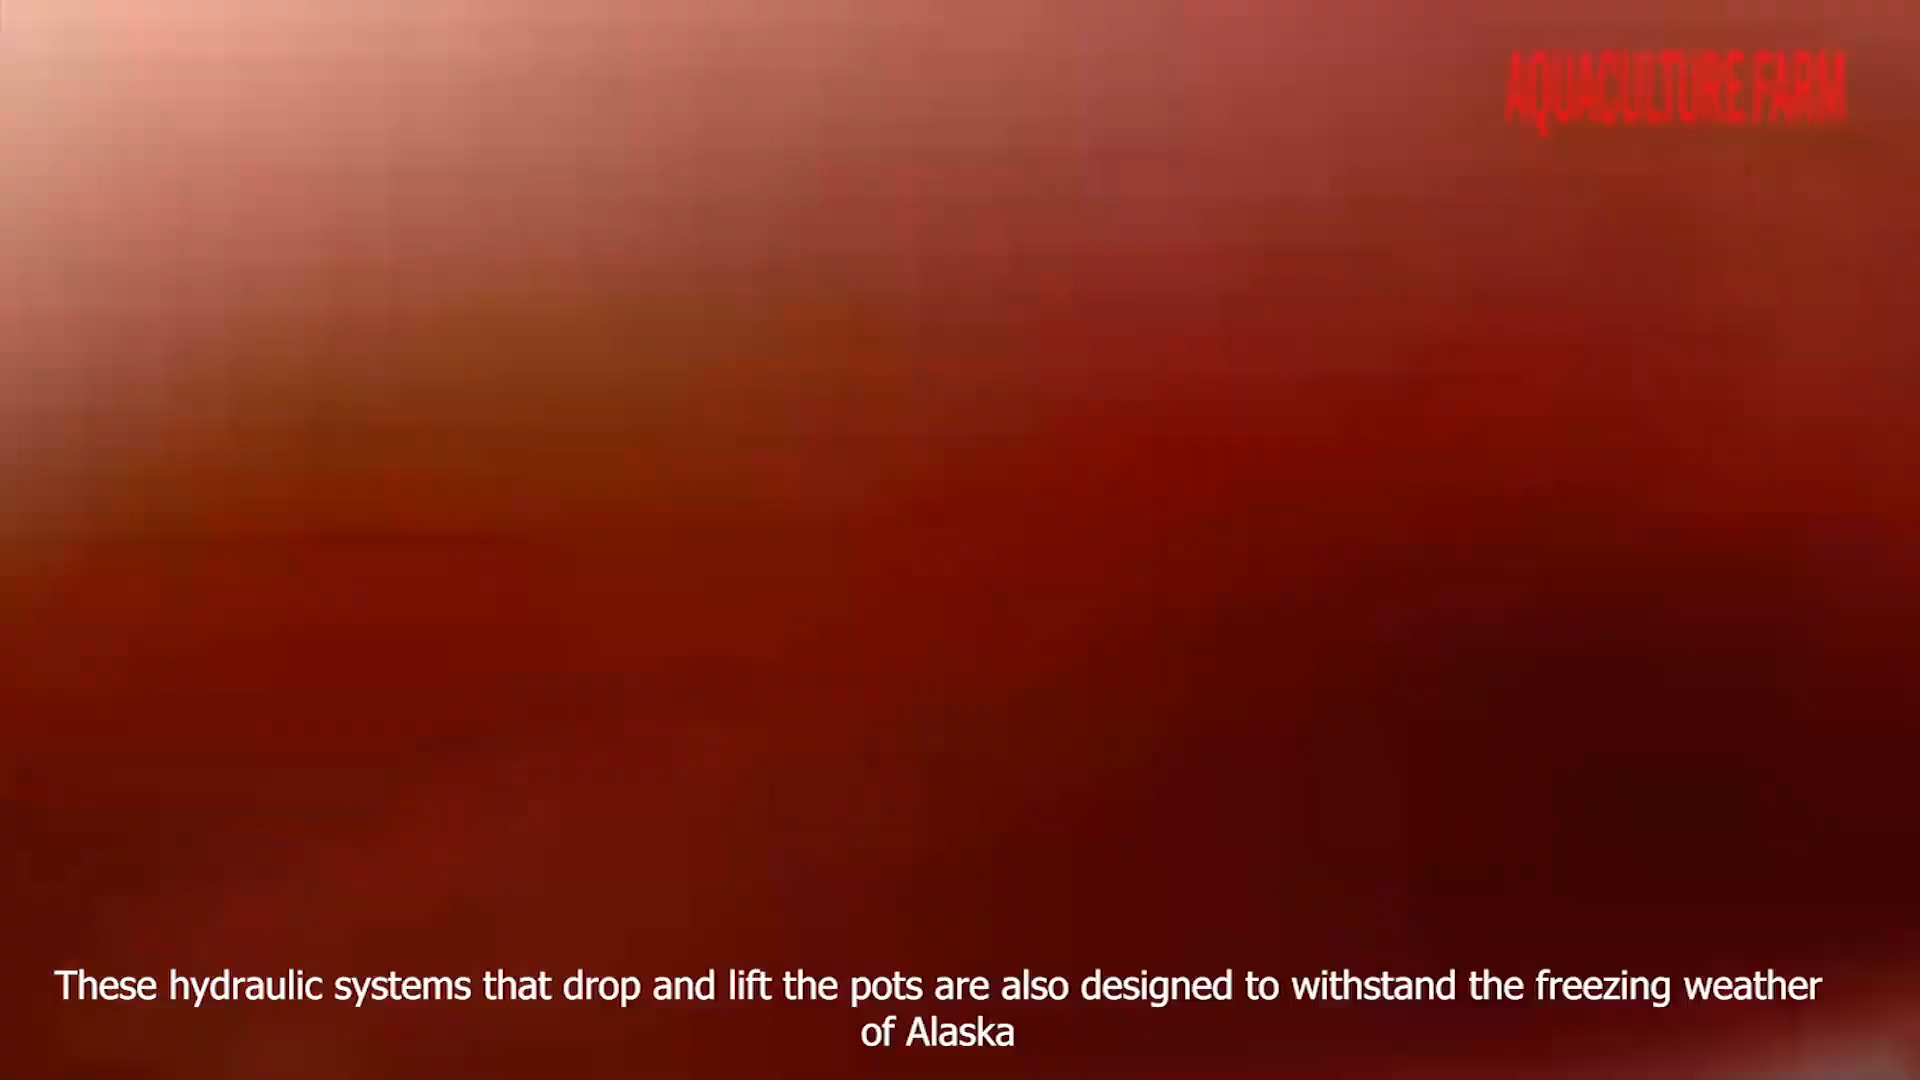 AQUACULTURE FARM
These hydraulic systems that drop and lift the pots are also designed to withstand the freezing weather
of Alaska